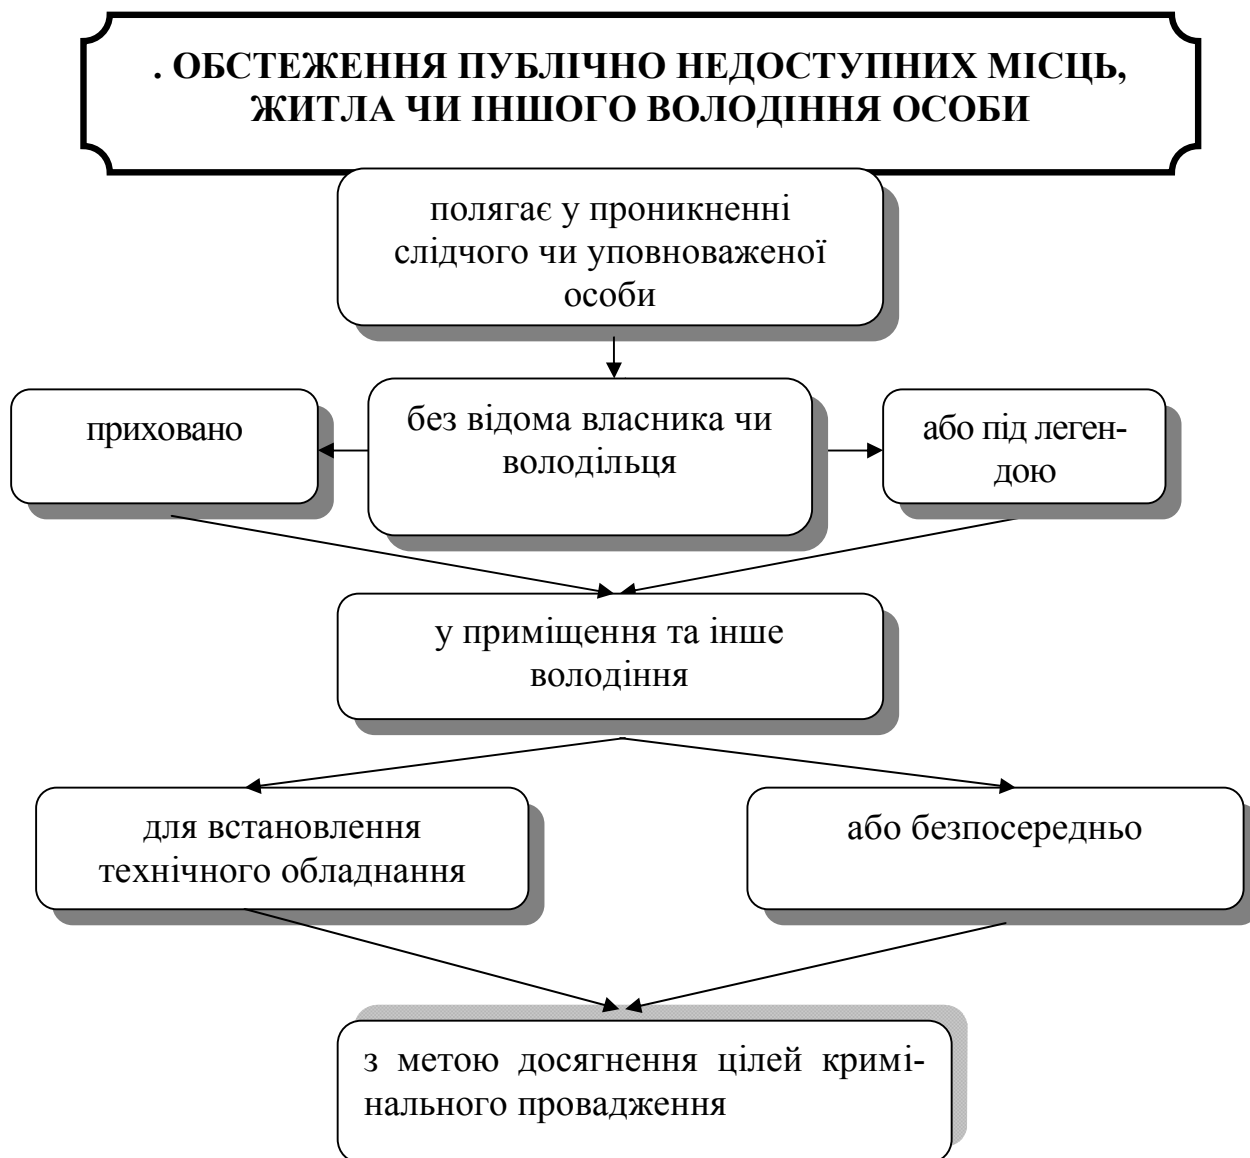 . ОБСТЕЖЕННЯ ПУБЛІЧНО НЕДОСТУПНИХ МІСЦЬ,
ЖИТЛА ЧИ ІНШОГО ВОЛОДІННЯ ОСОБИ
полягає у проникненні
слідчого чи уповноваженої
особи
приховано
без відома власника чи
володільця
або під леген-
дою
у приміщення та інше
володіння
для встановлення
технічного обладнання
або безпосередньо
з метою досягнення цілей кримі-
нального провадження